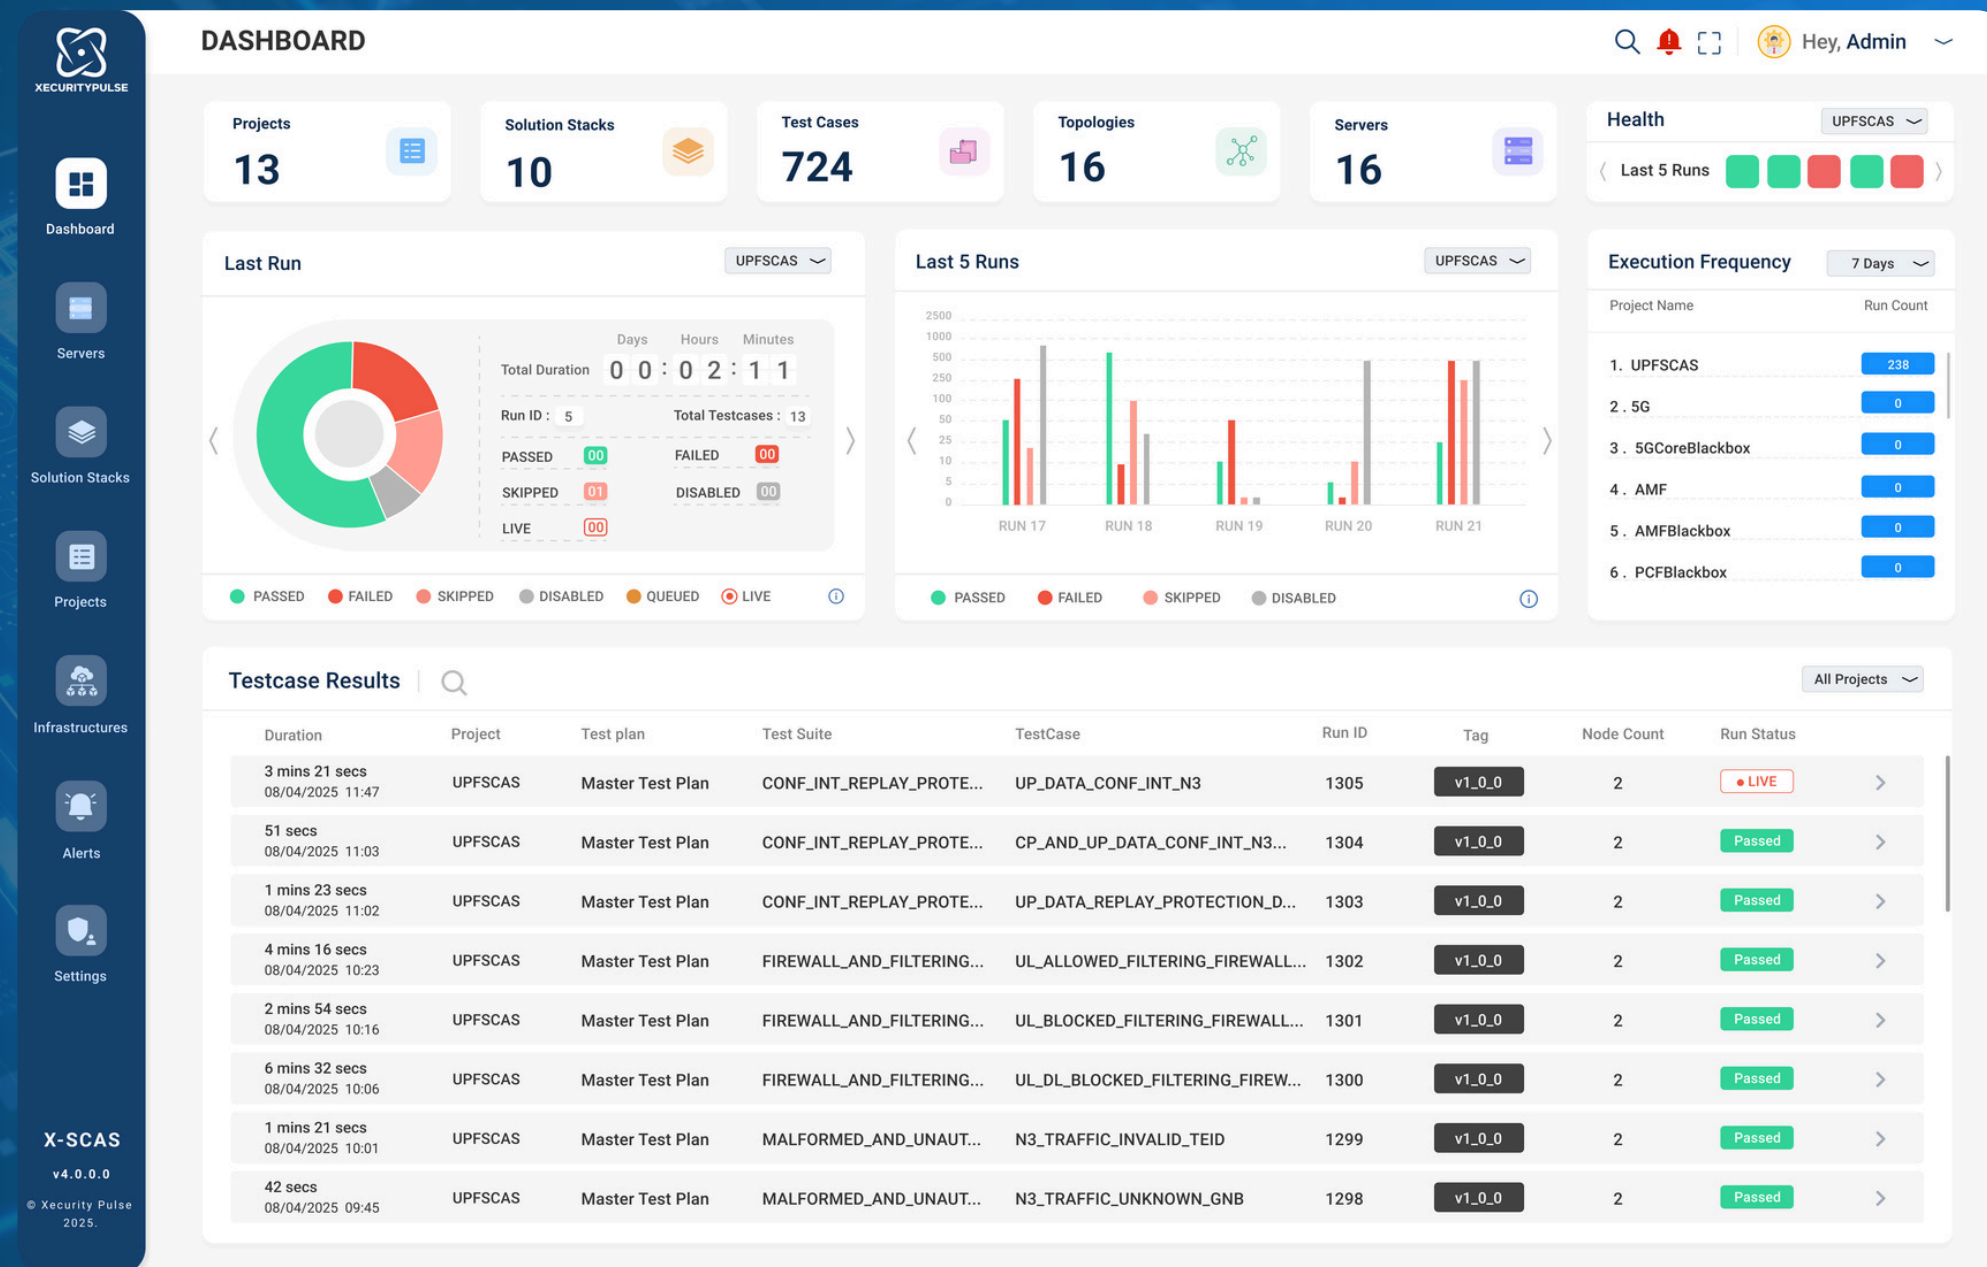 XECURITYPULSE
Dashboard
Servers
Solution Stacks
Projects
Infrastructures
Alerts
Settings
X-SCAS
v4.0.0.0
© Xecurity Pulse
2025.
DASHBOARD
Hey, Admin
Projects
13
Solution Stacks
10
Test Cases
724
Topologies
16
Servers
16
Health
UPFSCAS
Last 5 Runs
Last Run
UPFSCAS
Days Hours Minutes
Total Duration 0 0 : 0 2 : 1 1
Run ID : 5 Total Testcases : 13
PASSED 00 FAILED 00
SKIPPED 01 DISABLED 00
LIVE 00
PASSED FAILED SKIPPED DISABLED QUEUED LIVE
Last 5 Runs
UPFSCAS
2500
1000
500
250
100
50
25
10
5
0
RUN 17 RUN 18 RUN 19 RUN 20 RUN 21
PASSED FAILED SKIPPED DISABLED
Execution Frequency
7 Days
Project Name Run Count
1. UPFSCAS 238
2 . 5G 0
3 . 5GCoreBlackbox 0
4 . AMF 0
5 . AMFBlackbox 0
6 . PCFBlackbox 0
Testcase Results
All Projects
Duration Project Test plan Test Suite TestCase Run ID Tag Node Count Run Status
3 mins 21 secs
08/04/2025 11:47 UPFSCAS Master Test Plan CONF_INT_REPLAY_PROTE... UP_DATA_CONF_INT_N3 1305 v1_0_0 2 LIVE
51 secs
08/04/2025 11:03 UPFSCAS Master Test Plan CONF_INT_REPLAY_PROTE... CP_AND_UP_DATA_CONF_INT_N3... 1304 v1_0_0 2 Passed
1 mins 23 secs
08/04/2025 11:02 UPFSCAS Master Test Plan CONF_INT_REPLAY_PROTE... UP_DATA_REPLAY_PROTECTION_D... 1303 v1_0_0 2 Passed
4 mins 16 secs
08/04/2025 10:23 UPFSCAS Master Test Plan FIREWALL_AND_FILTERING... UL_ALLOWED_FILTERING_FIREWALL... 1302 v1_0_0 2 Passed
2 mins 54 secs
08/04/2025 10:16 UPFSCAS Master Test Plan FIREWALL_AND_FILTERING... UL_BLOCKED_FILTERING_FIREWALL... 1301 v1_0_0 2 Passed
6 mins 32 secs
08/04/2025 10:06 UPFSCAS Master Test Plan FIREWALL_AND_FILTERING... UL_DL_BLOCKED_FILTERING_FIREW... 1300 v1_0_0 2 Passed
1 mins 21 secs
08/04/2025 10:01 UPFSCAS Master Test Plan MALFORMED_AND_UNAUT... N3_TRAFFIC_INVALID_TEID 1299 v1_0_0 2 Passed
42 secs
08/04/2025 09:45 UPFSCAS Master Test Plan MALFORMED_AND_UNAUT... N3_TRAFFIC_UNKNOWN_GNB 1298 v1_0_0 2 Passed